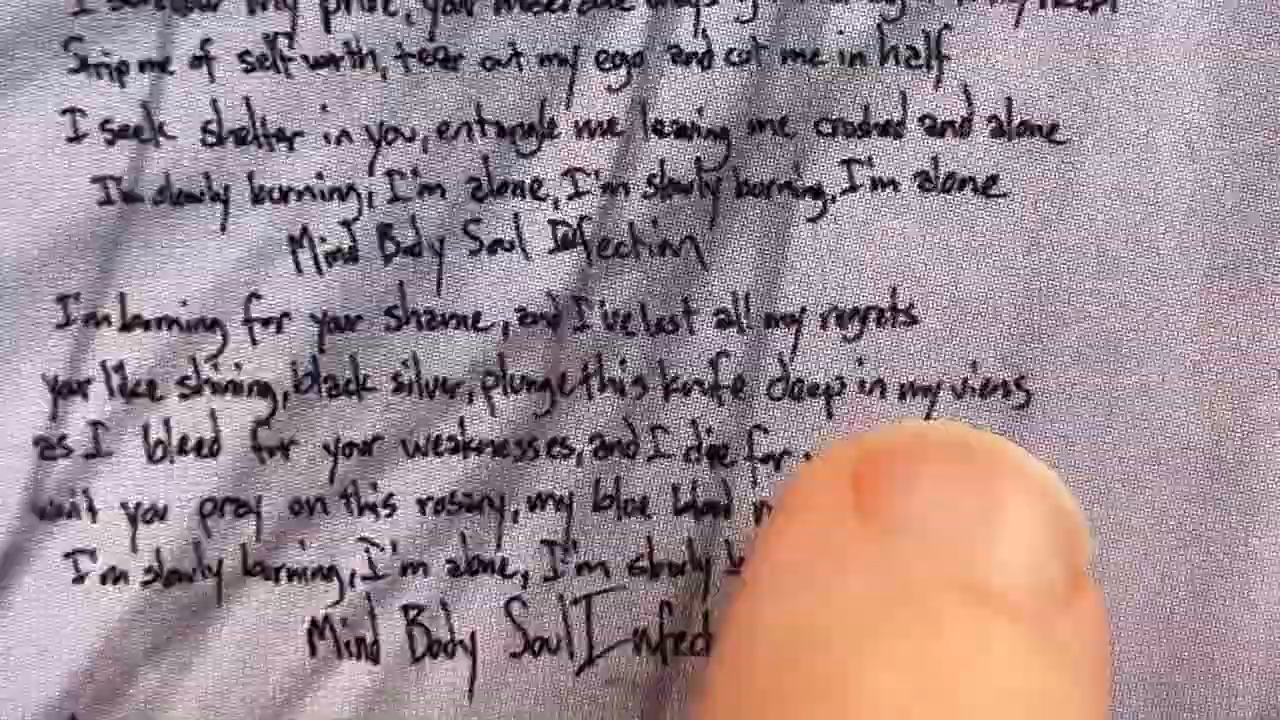 my pride, your
Strip me of self worth, tear out my ego and cut me in half
I seek shelter in you, entangle me leaving me crushed and alone
I'm slowly burning, I'm alone, I'm slowly burning, I'm alone
Mind Body Soul Infection
I'm burning for your shame, and I've lost all my regrets
your like shining, black silver, plunge this knife deep in my viens
as I bleed for your weaknesses, and I die for
wait you pray on this rosary, my blue blood
I'm slowly burning, I'm alone, I'm slowly
Mind Body Soul Infec